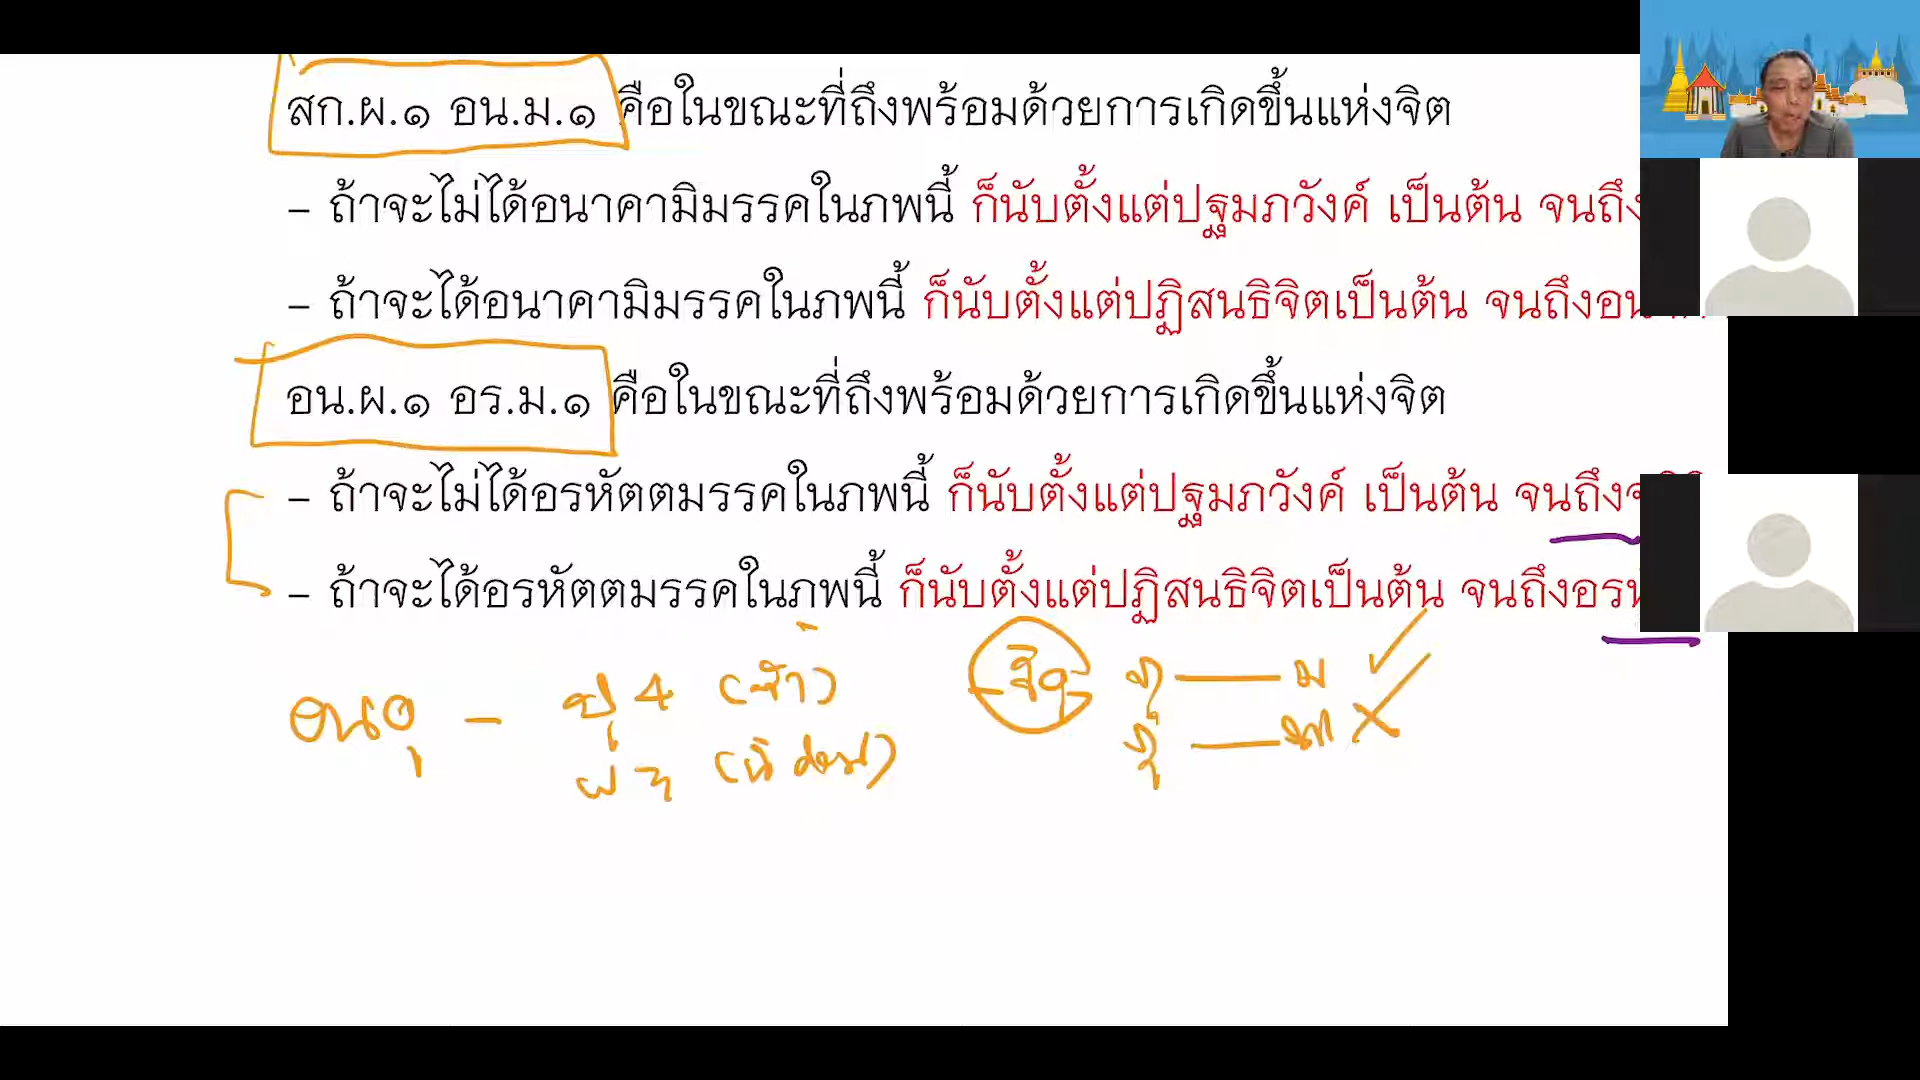 สก.ผ.๑ อน.ม.๑ คือในขณะที่ถึงพร้อมด้วยการเกิดขึ้นแห่งจิต
– ถ้าจะไม่ได้อนาคามิมรรคในภพนี้ ก็นับตั้งแต่ปฐมภวังค์ เป็นต้น จนถึง
– ถ้าจะได้อนาคามิมรรคในภพนี้ ก็นับตั้งแต่ปฏิสนธิจิตเป็นต้น จนถึงอน
อน.ผ.๑ อร.ม.๑ คือในขณะที่ถึงพร้อมด้วยการเกิดขึ้นแห่งจิต
– ถ้าจะไม่ได้อรหัตตมรรคในภพนี้ ก็นับตั้งแต่ปฐมภวังค์ เป็นต้น จนถึงจ
– ถ้าจะได้อรหัตตมรรคในภพนี้ ก็นับตั้งแต่ปฏิสนธิจิตเป็นต้น จนถึงอรห
อนุ – ปุ 4
ผ ๓